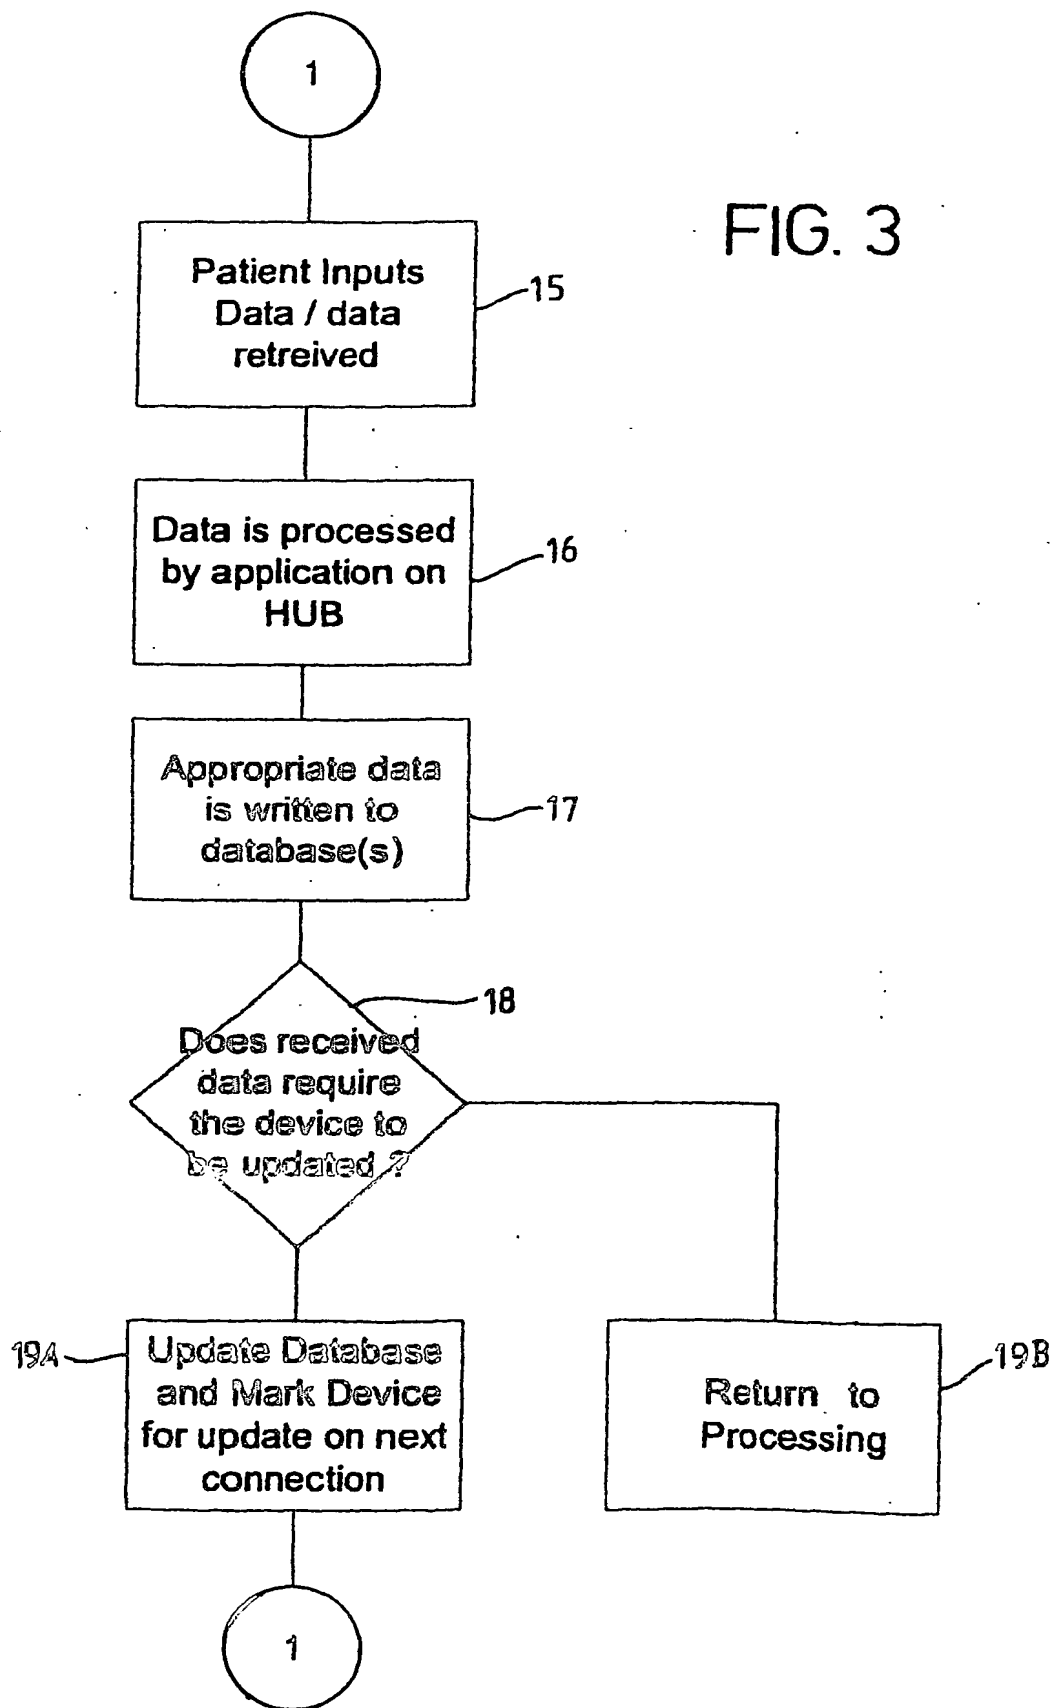 1
FIG. 3
Patient Inputs
Data / data
retreived
15
Data is processed
by application on
HUB
16
Appropriate data
is written to
database(s)
17
18
Does received
data require
the device to
be updated ?
19A
Update Database
and Mark Device
for update on next
connection
Return to
Processing
19B
1